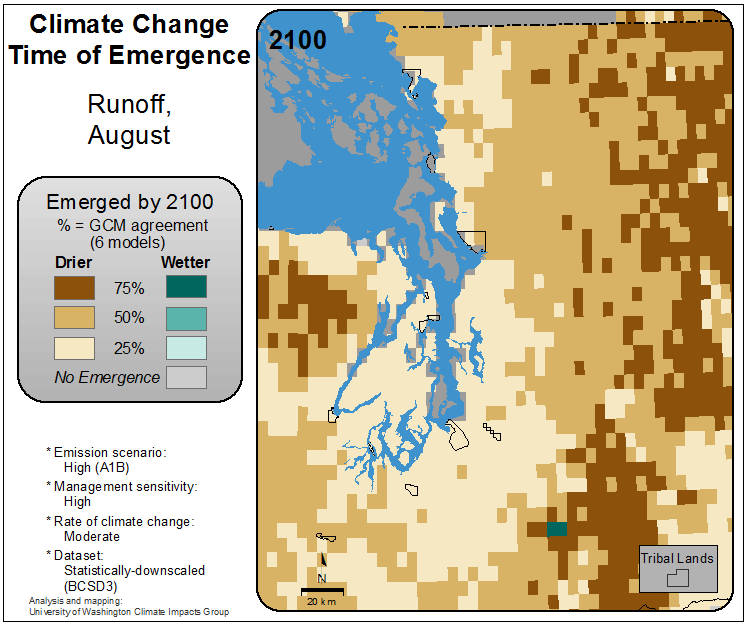 Climate Change
Time of Emergence
Runoff,
August
Emerged by 2100
% = GCM agreement
(6 models)
Drier Wetter
75%
50%
25%
No Emergence
* Emission scenario:
High (A1B)
* Management sensitivity:
High
* Rate of climate change:
Moderate
* Dataset:
Statistically-downscaled
(BCSD3)
Analysis and mapping:
University of Washington Climate Impacts Group
2100
N
20 km
Tribal Lands